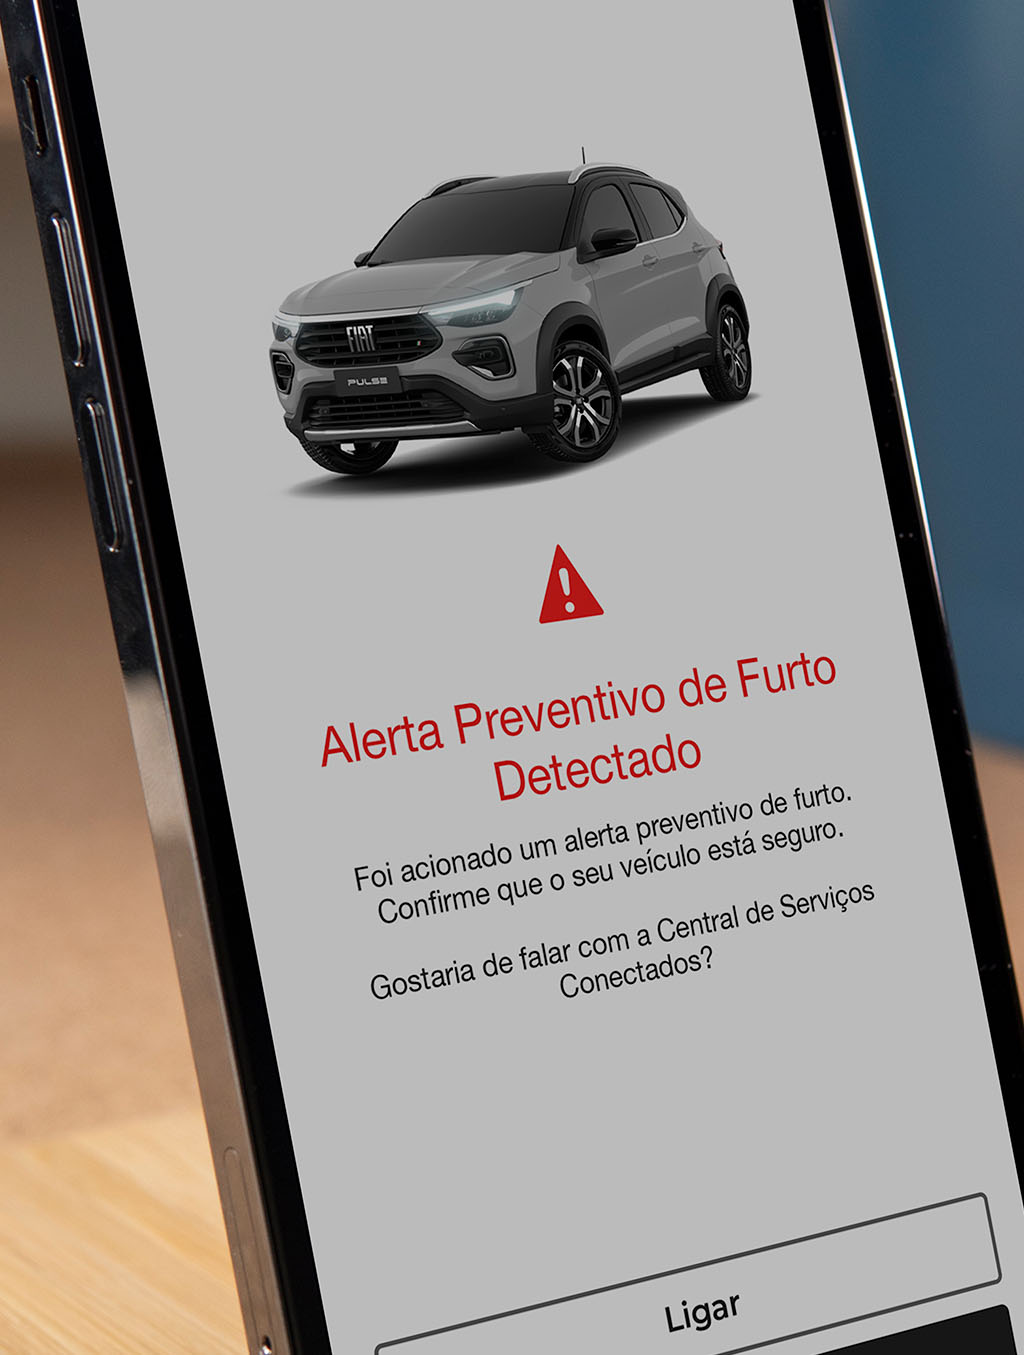 FIAT
PULSE
Alerta Preventivo de Furto
Detectado
Foi acionado um alerta preventivo de furto.
Confirme que o seu veículo está seguro.
Gostaria de falar com a Central de Serviços
Conectados?
Ligar